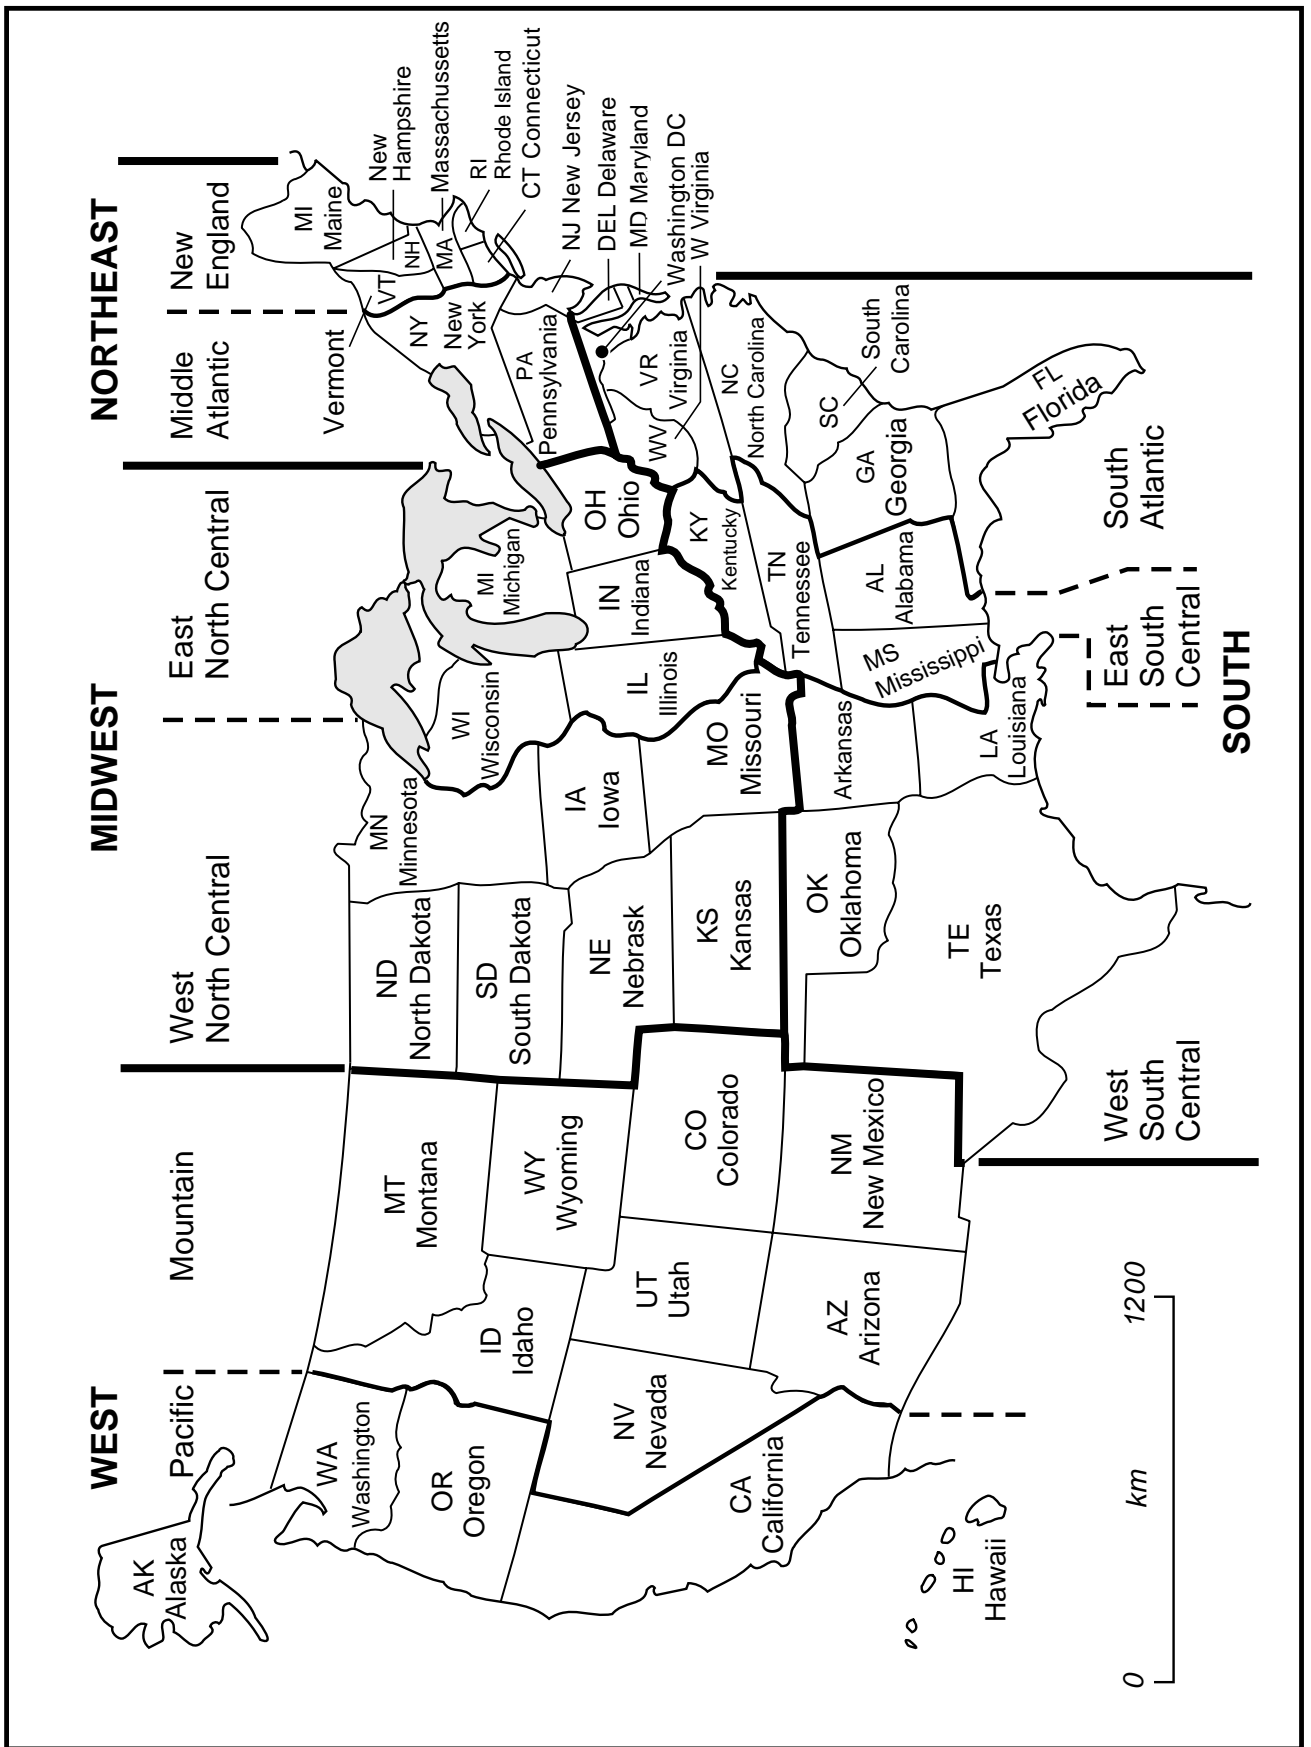 WEST
MIDWEST
NORTHEAST
Pacific
Mountain
West
North Central
East
North Central
Middle
Atlantic
New
England
AK
Alaska
WA
Washington
OR
Oregon
CA
California
HI
Hawaii
NV
Nevada
ID
Idaho
MT
Montana
WY
Wyoming
UT
Utah
CO
Colorado
AZ
Arizona
NM
New Mexico
ND
North Dakota
SD
South Dakota
NE
Nebrask
KS
Kansas
OK
Oklahoma
TE
Texas
MN
Minnesota
IA
Iowa
MO
Missouri
Arkansas
LA
Louisiana
WI
Wisconsin
IL
Illinois
MI
Michigan
IN
Indiana
OH
Ohio
KY
Kentucky
TN
Tennessee
MS
Mississippi
AL
Alabama
GA
Georgia
FL
Florida
SC
South
Carolina
NC
North Carolina
VR
Virginia
WV
W Virginia
Washington DC
MD Maryland
DEL Delaware
NJ New Jersey
PA
Pennsylvania
NY
New
York
Vermont
VT
NH
New
Hampshire
MA
Massachussetts
RI
Rhode Island
CT Connecticut
MI
Maine
West
South
Central
East
South
Central
South
Atlantic
SOUTH
0
km
1200